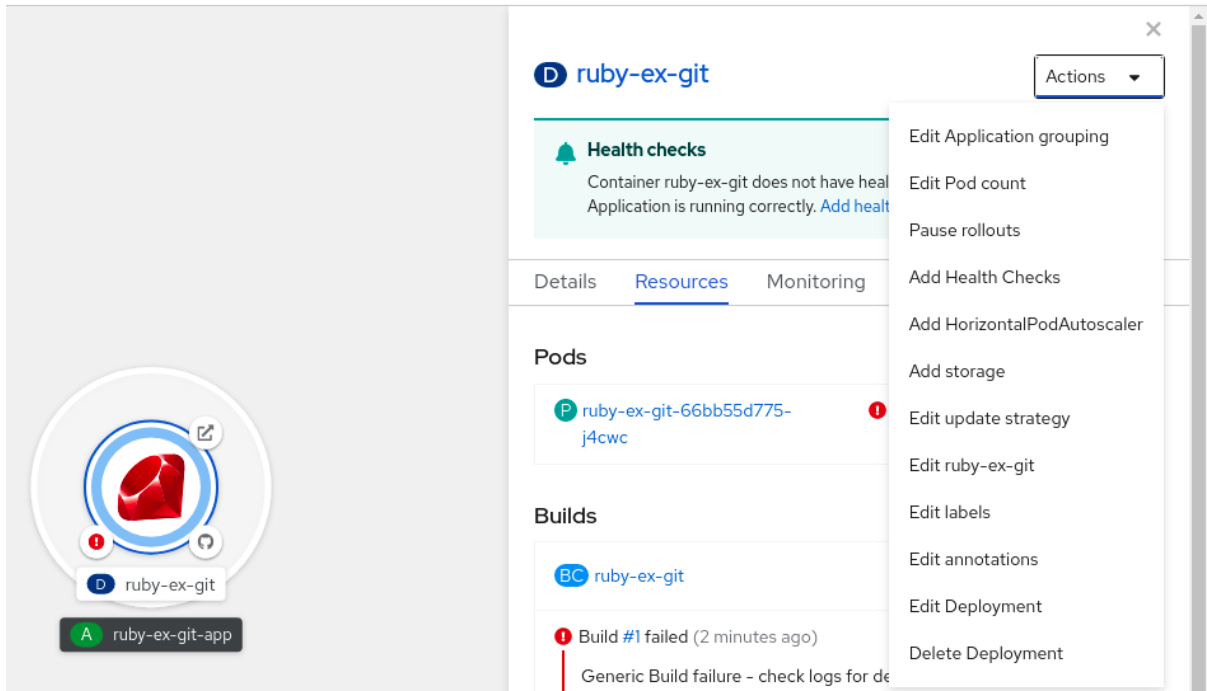 D ruby-ex-git
Actions
Health checks
Container ruby-ex-git does not have
Application is running correctly. Add
Details Resources Monitoring
Pods
P ruby-ex-git-66bb55d775-
j4cwc
Builds
BC ruby-ex-git
Build #1 failed (2 minutes ago)
Generic Build failure - check logs for
Edit Application grouping
Edit Pod count
Pause rollouts
Add Health Checks
Add HorizontalPodAutoscaler
Add storage
Edit update strategy
Edit ruby-ex-git
Edit labels
Edit annotations
Edit Deployment
Delete Deployment
D ruby-ex-git
A ruby-ex-git-app